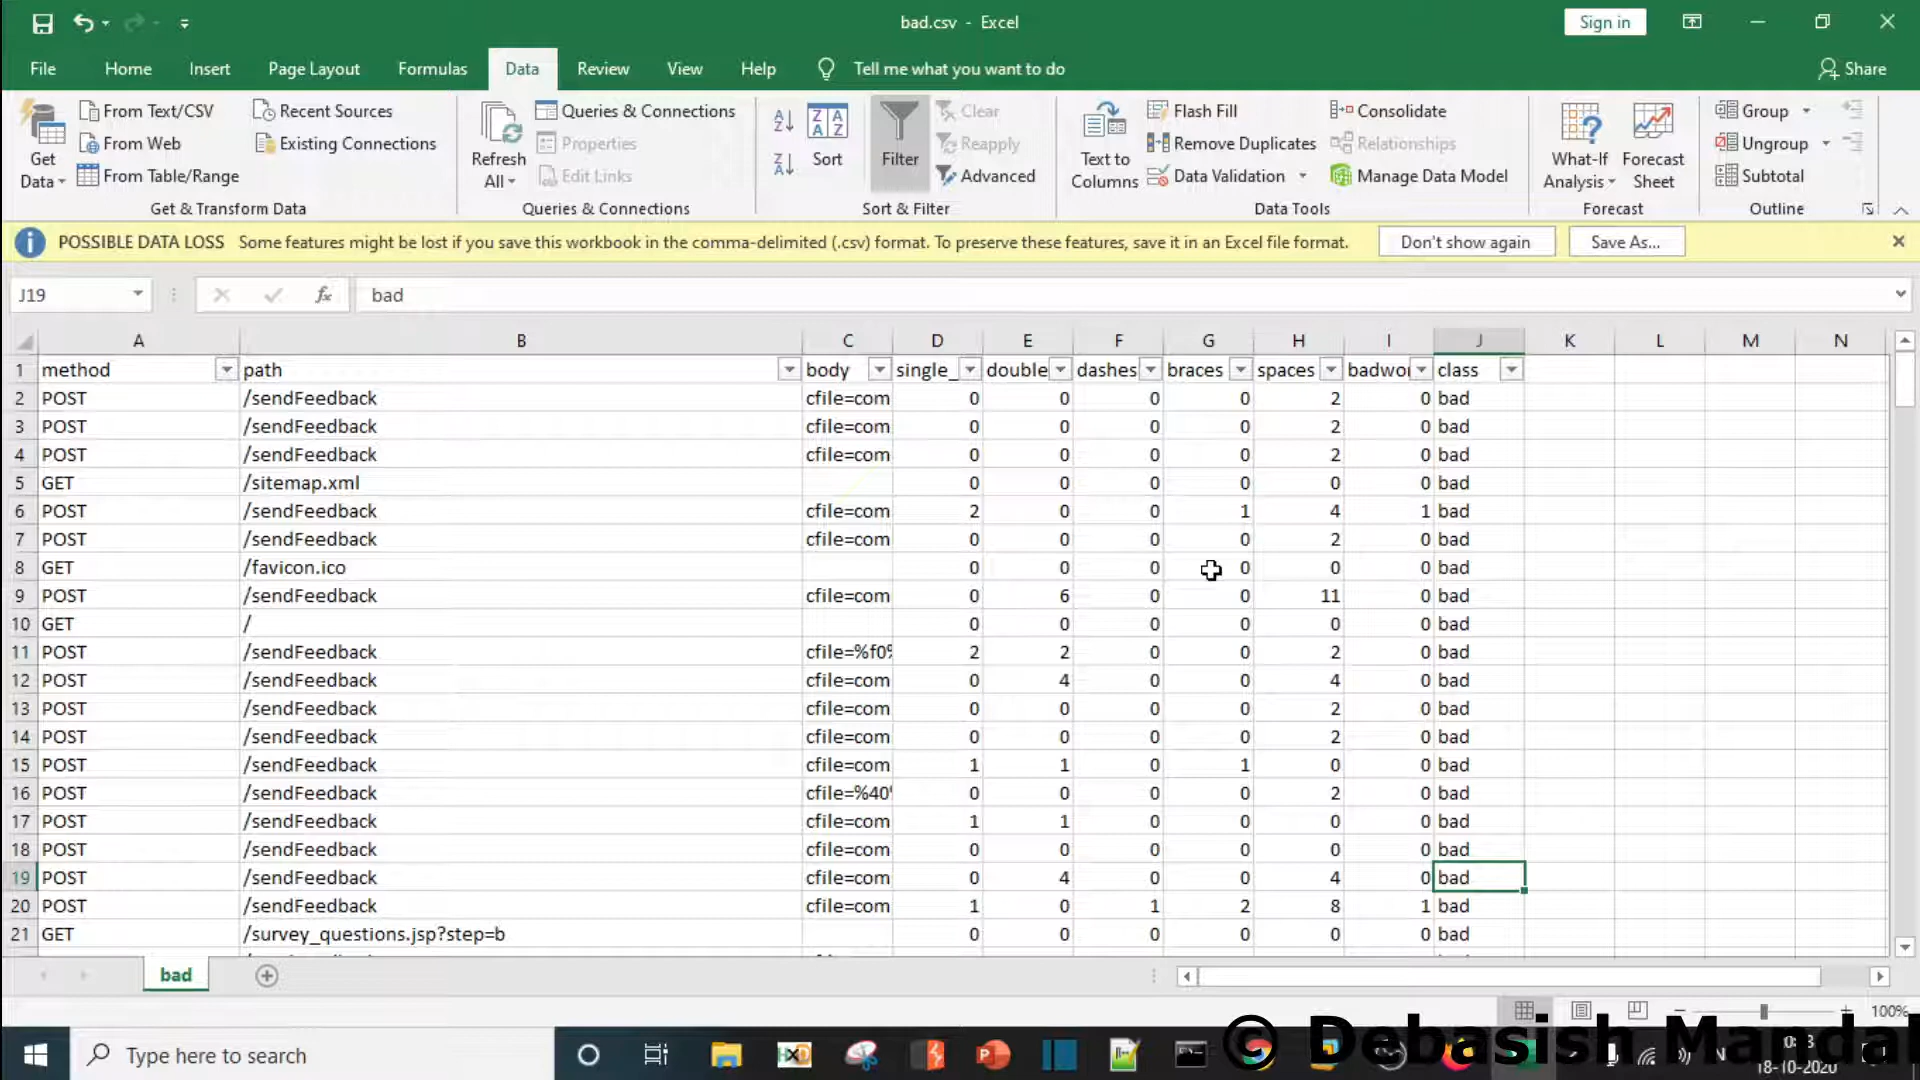 bad.csv - Excel
Sign in
File Home Insert Page Layout Formulas Data Review View Help Tell me what you want to do Share
Get Data From Text/CSV From Web From Table/Range Recent Sources Existing Connections
Get & Transform Data
Refresh All Queries & Connections Properties Edit Links
Queries & Connections
Sort Filter Clear Reapply Advanced
Sort & Filter
Text to Columns Flash Fill Remove Duplicates Data Validation Consolidate Relationships Manage Data Model
Data Tools
What-If Analysis Forecast Sheet
Forecast
Group Ungroup Subtotal
Outline
POSSIBLE DATA LOSS Some features might be lost if you save this workbook in the comma-delimited (.csv) format. To preserve these features, save it in an Excel file format. Don't show again Save As...
J19 fx bad
A B C D E F G H I J K L M N
1 method path body single_ double dashes braces spaces badwo class
2 POST /sendFeedback cfile=com 0 0 0 0 2 0 bad
3 POST /sendFeedback cfile=com 0 0 0 0 2 0 bad
4 POST /sendFeedback cfile=com 0 0 0 0 2 0 bad
5 GET /sitemap.xml 0 0 0 0 0 0 bad
6 POST /sendFeedback cfile=com 2 0 0 1 4 1 bad
7 POST /sendFeedback cfile=com 0 0 0 0 2 0 bad
8 GET /favicon.ico 0 0 0 0 0 0 bad
9 POST /sendFeedback cfile=com 0 6 0 0 11 0 bad
10 GET / 0 0 0 0 0 0 bad
11 POST /sendFeedback cfile=%f0% 2 2 0 0 2 0 bad
12 POST /sendFeedback cfile=com 0 4 0 0 4 0 bad
13 POST /sendFeedback cfile=com 0 0 0 0 2 0 bad
14 POST /sendFeedback cfile=com 0 0 0 0 2 0 bad
15 POST /sendFeedback cfile=com 1 1 0 1 0 0 bad
16 POST /sendFeedback cfile=%40% 0 0 0 0 2 0 bad
17 POST /sendFeedback cfile=com 1 1 0 0 0 0 bad
18 POST /sendFeedback cfile=com 0 0 0 0 0 0 bad
19 POST /sendFeedback cfile=com 0 4 0 0 4 0 bad
20 POST /sendFeedback cfile=com 1 0 1 2 8 1 bad
21 GET /survey_questions.jsp?step=b 0 0 0 0 0 0 bad
bad
100%
Type here to search
© Debasish Mandal
18-10-2020